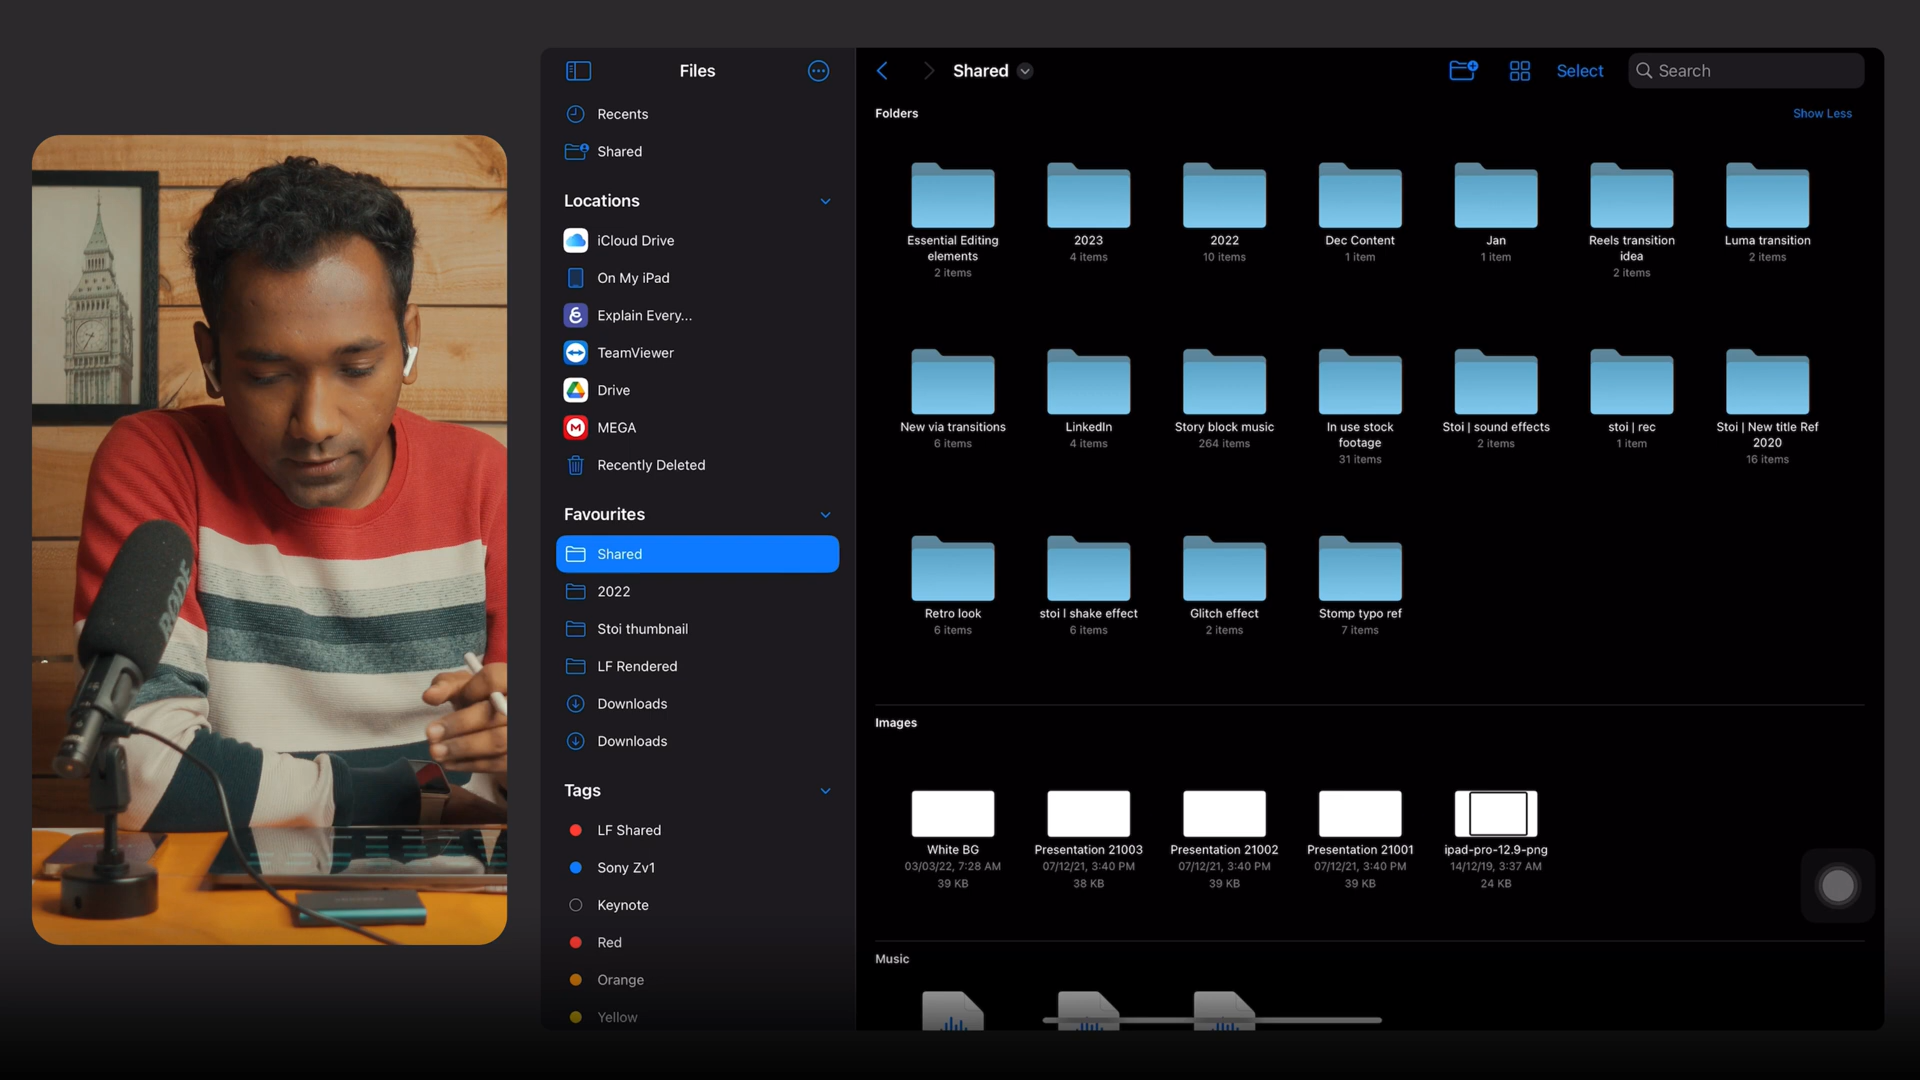 RODE
Files
Recents
Shared
Locations
iCloud Drive
On My iPad
Explain Every...
TeamViewer
Drive
MEGA
Recently Deleted
Favourites
Shared
2022
Stoi thumbnail
LF Rendered
Downloads
Downloads
Tags
LF Shared
Sony Zv1
Keynote
Red
Orange
Yellow
Shared
Select
Search
Folders
Show Less
Essential Editing
elements
2 items
2023
4 items
2022
10 items
Dec Content
1 item
Jan
1 item
Reels transition
idea
2 items
Luma transition
2 items
New via transitions
6 items
LinkedIn
4 items
Story block music
264 items
In use stock
footage
31 items
Stoi | sound effects
2 items
stoi | rec
1 item
Stoi | New title Ref
2020
16 items
Retro look
6 items
stoi l shake effect
6 items
Glitch effect
2 items
Stomp typo ref
7 items
Images
White BG
03/03/22, 7:28 AM
39 KB
Presentation 21003
07/12/21, 3:40 PM
38 KB
Presentation 21002
07/12/21, 3:40 PM
39 KB
Presentation 21001
07/12/21, 3:40 PM
39 KB
ipad-pro-12.9-png
14/12/19, 3:37 AM
24 KB
Music